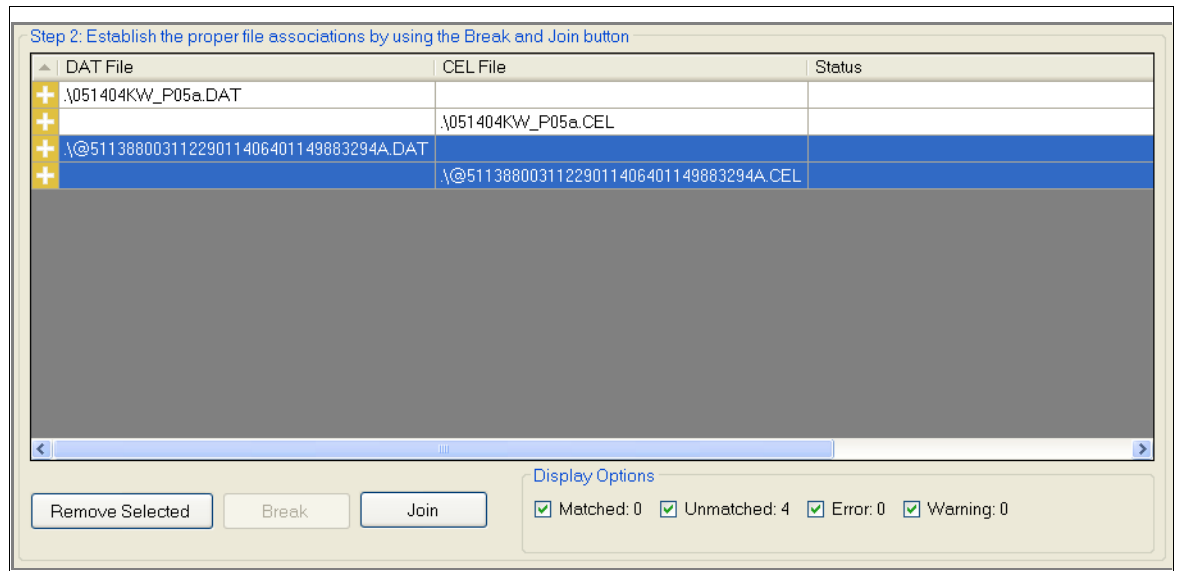 Step 2: Establish the proper file associations by using the Break and Join button
DAT File CEL File Status
.\051404KW_P05a.DAT
.\051404KW_P05a.CEL
.\@51138800311229011406401149883294A.DAT
.\@51138800311229011406401149883294A.CEL
Display Options
Remove Selected Break Join Matched: 0 Unmatched: 4 Error: 0 Warning: 0